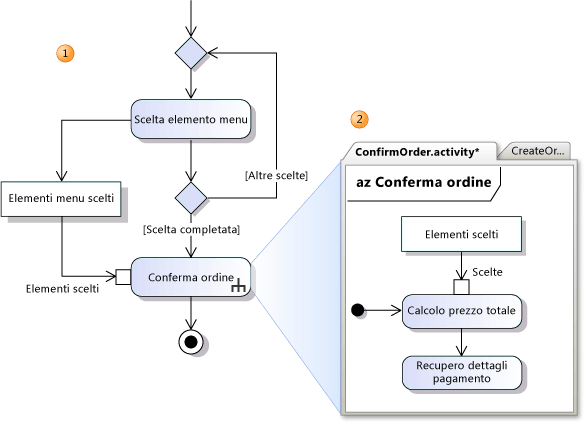 1
Scelta elemento menu
[Altre scelte]
Elementi menu scelti
[Scelta completata]
Elementi scelti
Conferma ordine
2
ConfirmOrder.activity*
CreateOr...
az Conferma ordine
Elementi scelti
Scelte
Calcolo prezzo totale
Recupero dettagli
pagamento